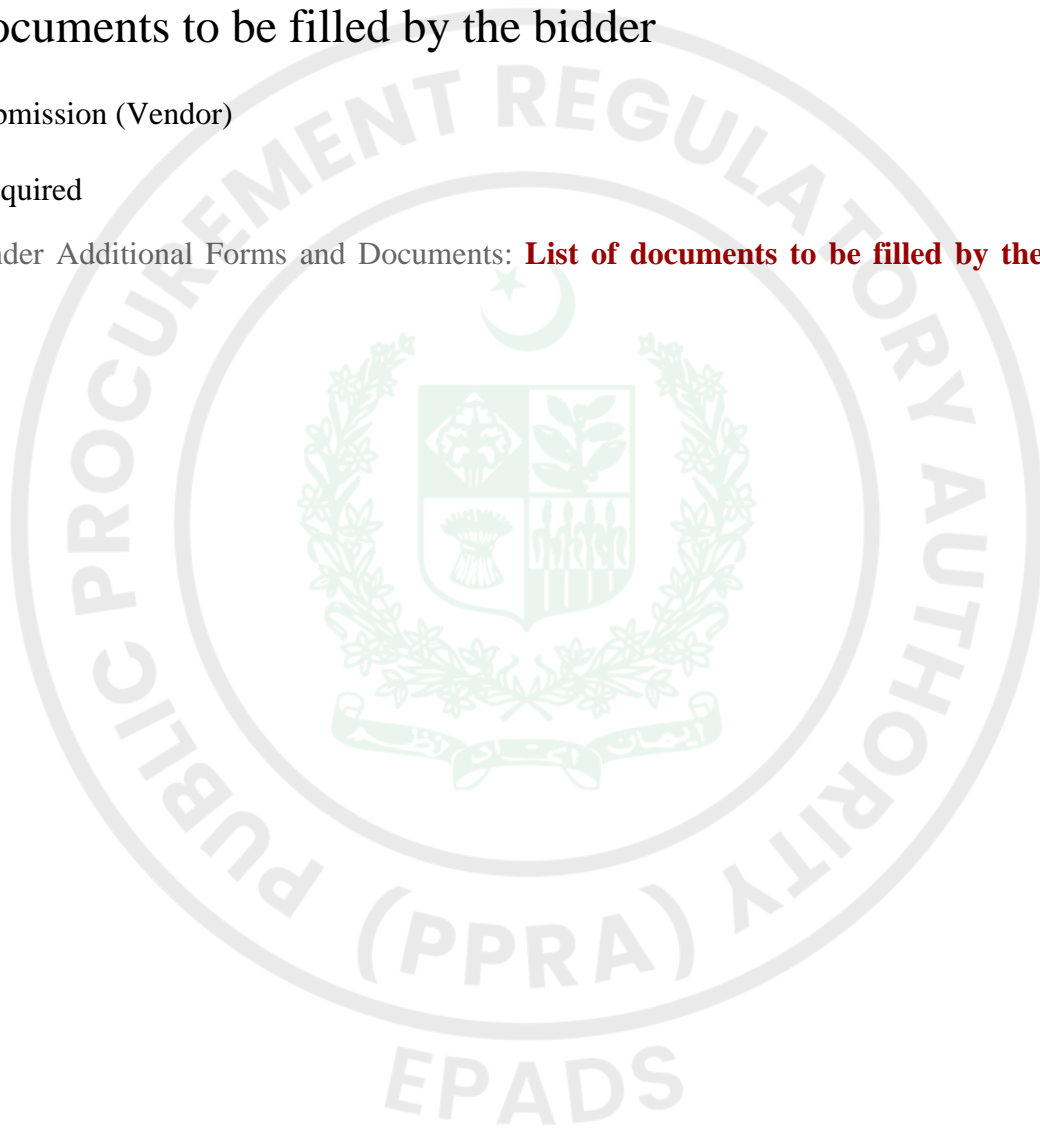 ocuments to be filled by the bidder
omission (Vendor)
quired
nder Additional Forms and Documents: List of documents to be filled by the
PUBLIC PROCUREMENT REGULATORY AUTHORITY
(PPRA)
EPADS